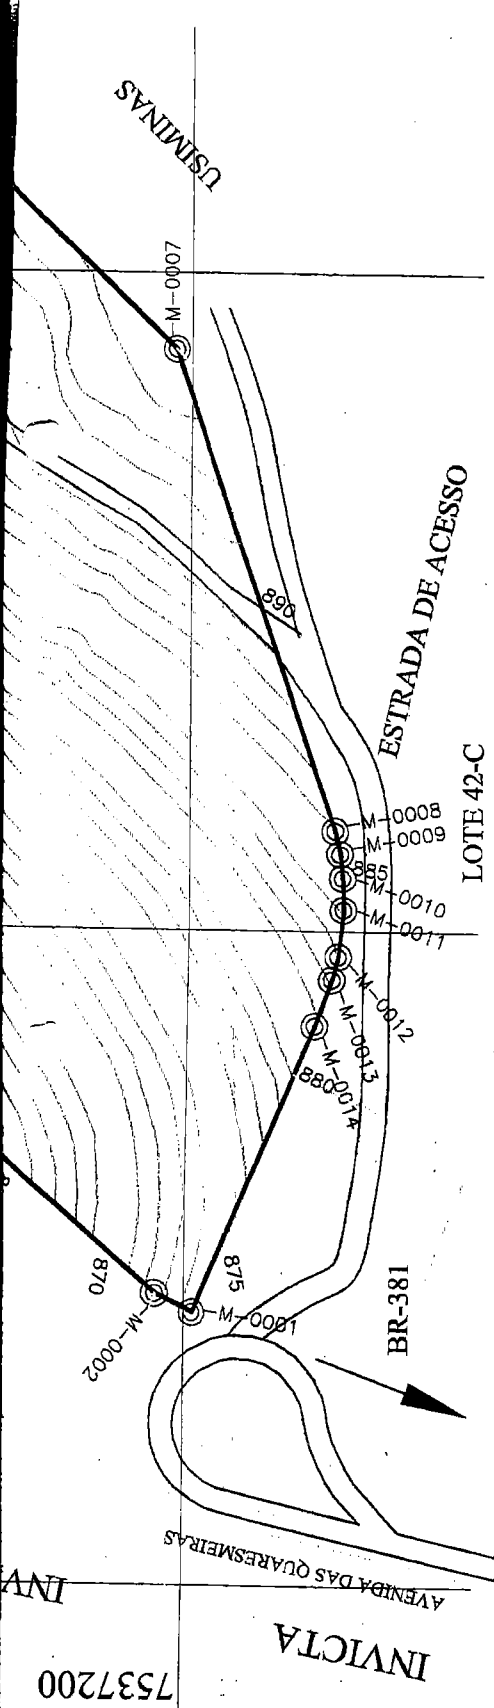 USIMINAS
M-0007
890
ESTRADA DE ACESSO
LOTE 42-C
M-0008
M-0009
885
M-0010
M-0011
M-0012
M-0013
M-0014
880
875
870
M-0001
M-0002
BR-381
AVENIDA DAS QUARESMEIRAS
INV
INVICTA
7537200